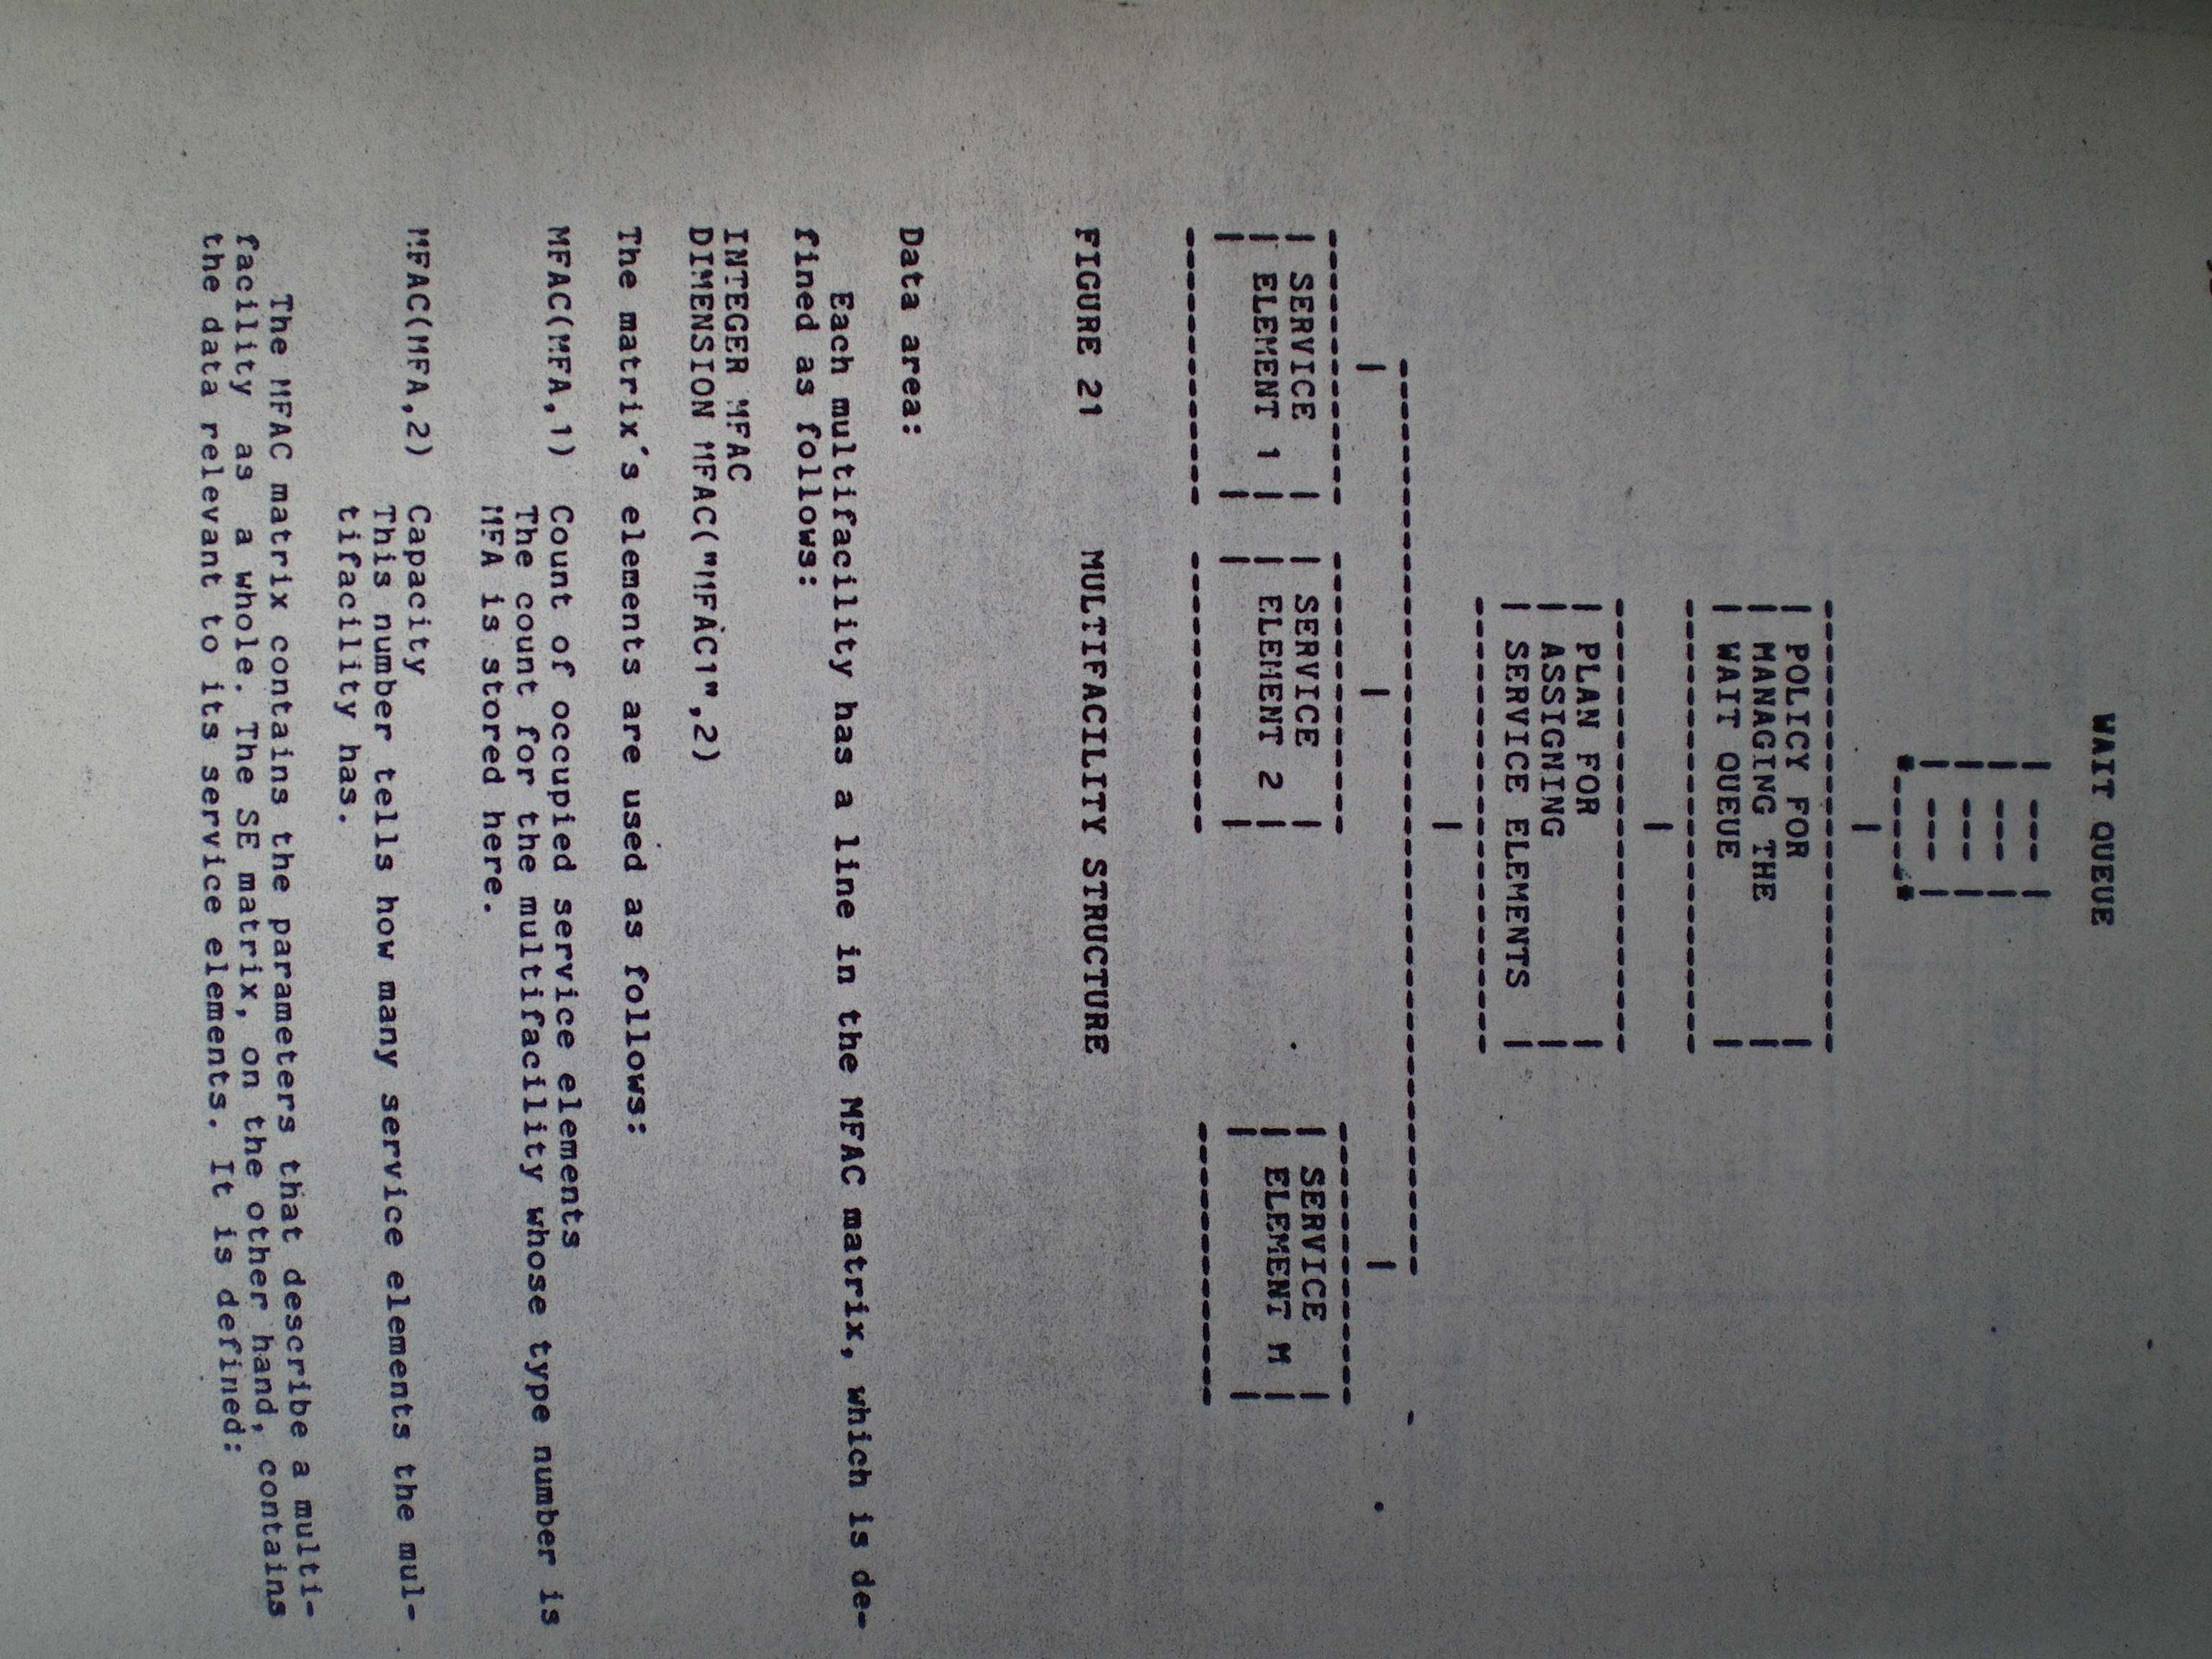 WAIT QUEUE
| --- |
| --- |
| --- |
| --- |
*-----*
|
--------------------------
| POLICY FOR |
| MANAGING THE |
| WAIT QUEUE |
--------------------------
|
--------------------------
| PLAN FOR |
| ASSIGNING |
| SERVICE ELEMENTS |
--------------------------
|
----------------------------------------------------
| | |
---------------- ---------------- ----------------
| SERVICE | | SERVICE | | SERVICE |
| ELEMENT 1 | | ELEMENT 2 | | ELEMENT M |
| | | | | |
---------------- ---------------- ----------------
FIGURE 21 MULTIFACILITY STRUCTURE
Data area:
Each multifacility has a line in the MFAC matrix, which is de-
fined as follows:
INTEGER MFAC
DIMENSION MFAC("MFAC1",2)
The matrix's elements are used as follows:
MFAC(MFA,1) Count of occupied service elements
The count for the multifacility whose type number is
MFA is stored here.
MFAC(MFA,2) Capacity
This number tells how many service elements the mul-
tifacility has.
The MFAC matrix contains the parameters that describe a multi-
facility as a whole. The SE matrix, on the other hand, contains
the data relevant to its service elements. It is defined: